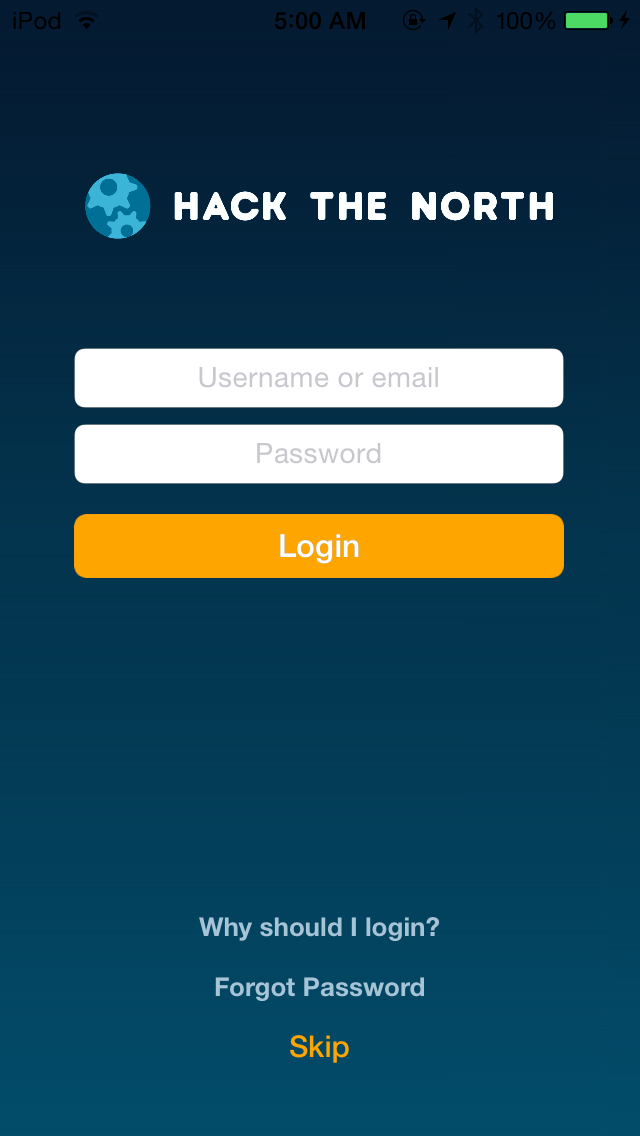 iPod 5:00 AM 100%
HACK THE NORTH
Username or email
Password
Login
Why should I login?
Forgot Password
Skip